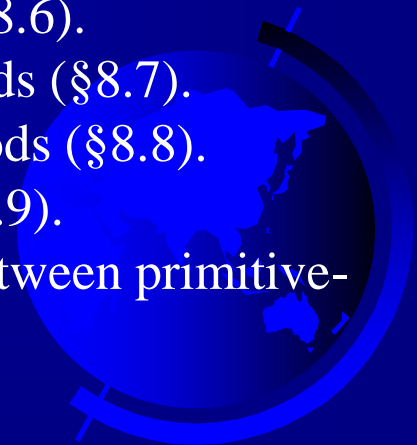 8.6).
ds (§8.7).
ods (§8.8).
.9).
tween primitive-